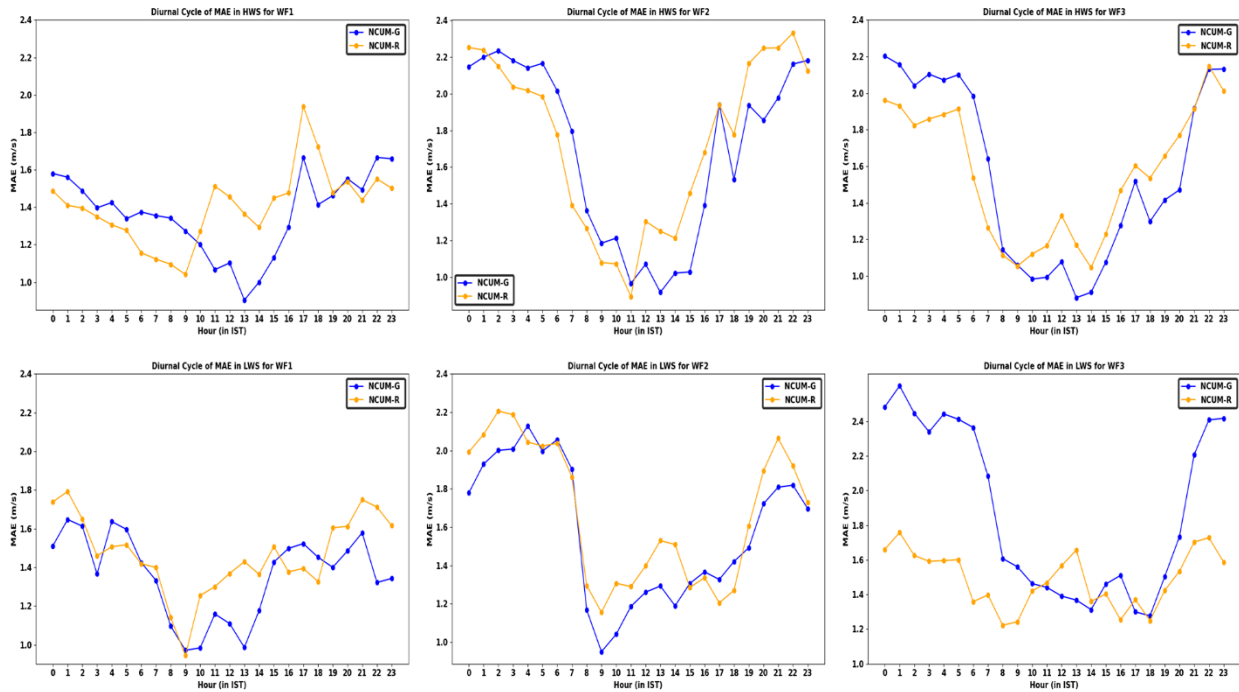 Diurnal Cycle of MAE in HWS for WF1
NCUM-G
NCUM-R
MAE (m/s)
2.4
2.2
2.0
1.8
1.6
1.4
1.2
1.0
0 1 2 3 4 5 6 7 8 9 10 11 12 13 14 15 16 17 18 19 20 21 22 23
Hour (in IST)
Diurnal Cycle of MAE in HWS for WF2
NCUM-G
NCUM-R
MAE (m/s)
2.4
2.2
2.0
1.8
1.6
1.4
1.2
1.0
0 1 2 3 4 5 6 7 8 9 10 11 12 13 14 15 16 17 18 19 20 21 22 23
Hour (in IST)
Diurnal Cycle of MAE in HWS for WF3
NCUM-G
NCUM-R
MAE (m/s)
2.4
2.2
2.0
1.8
1.6
1.4
1.2
1.0
0 1 2 3 4 5 6 7 8 9 10 11 12 13 14 15 16 17 18 19 20 21 22 23
Hour (in IST)
Diurnal Cycle of MAE in LWS for WF1
NCUM-G
NCUM-R
MAE (m/s)
2.4
2.2
2.0
1.8
1.6
1.4
1.2
1.0
0 1 2 3 4 5 6 7 8 9 10 11 12 13 14 15 16 17 18 19 20 21 22 23
Hour (in IST)
Diurnal Cycle of MAE in LWS for WF2
NCUM-G
NCUM-R
MAE (m/s)
2.4
2.2
2.0
1.8
1.6
1.4
1.2
1.0
0 1 2 3 4 5 6 7 8 9 10 11 12 13 14 15 16 17 18 19 20 21 22 23
Hour (in IST)
Diurnal Cycle of MAE in LWS for WF3
NCUM-G
NCUM-R
MAE (m/s)
2.4
2.2
2.0
1.8
1.6
1.4
1.2
1.0
0 1 2 3 4 5 6 7 8 9 10 11 12 13 14 15 16 17 18 19 20 21 22 23
Hour (in IST)